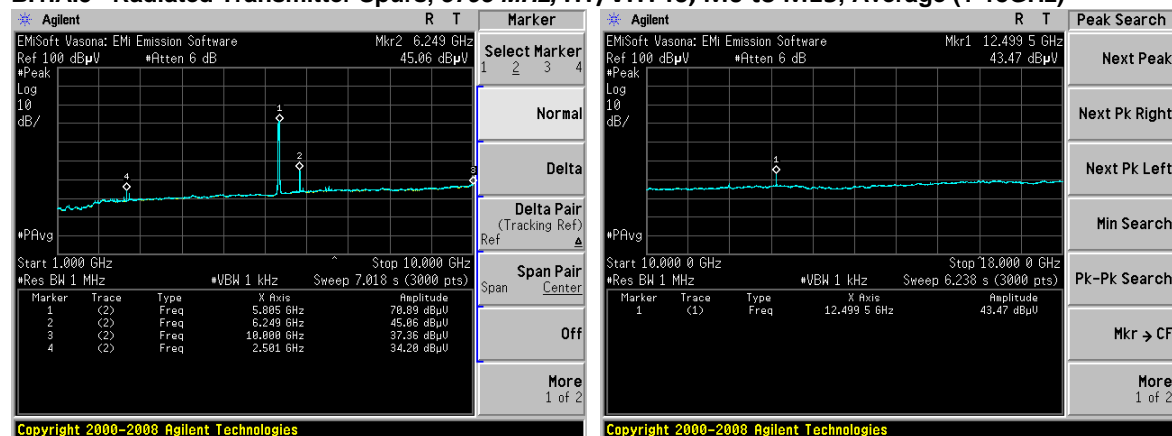 Radiated Transmitter Spurs, MHz, Average (1-18GHz)
Agilent R T
EMiSoft Vasona: EMi Emission Software Mkr2 6.249 GHz
Ref 100 dBµV #Atten 6 dB 45.06 dBµV
#Peak
Log
10
dB/
1
2
3
4
#PAvg
Start 1.000 GHz ^ Stop 10.000 GHz
#Res BW 1 MHz #VBW 1 kHz Sweep 7.018 s (3000 pts)
Marker Trace Type X Axis Amplitude
1 (2) Freq 5.805 GHz 70.89 dBµV
2 (2) Freq 6.249 GHz 45.06 dBµV
3 (2) Freq 10.000 GHz 37.36 dBµV
4 (2) Freq 2.501 GHz 34.20 dBµV
Copyright 2000-2008 Agilent Technologies
Marker
Select Marker
1 2 3 4
Normal
Delta
Delta Pair
(Tracking Ref)
Ref Δ
Span Pair
Span Center
Off
More
1 of 2
Agilent R T
EMiSoft Vasona: EMi Emission Software Mkr1 12.499 5 GHz
Ref 100 dBµV #Atten 6 dB 43.47 dBµV
#Peak
Log
10
dB/
1
#PAvg
Start 10.000 0 GHz ^ Stop 18.000 0 GHz
#Res BW 1 MHz #VBW 1 kHz Sweep 6.238 s (3000 pts)
Marker Trace Type X Axis Amplitude
1 (1) Freq 12.499 5 GHz 43.47 dBµV
Copyright 2000-2008 Agilent Technologies
Peak Search
Next Peak
Next Pk Right
Next Pk Left
Min Search
Pk-Pk Search
Mkr → CF
More
1 of 2